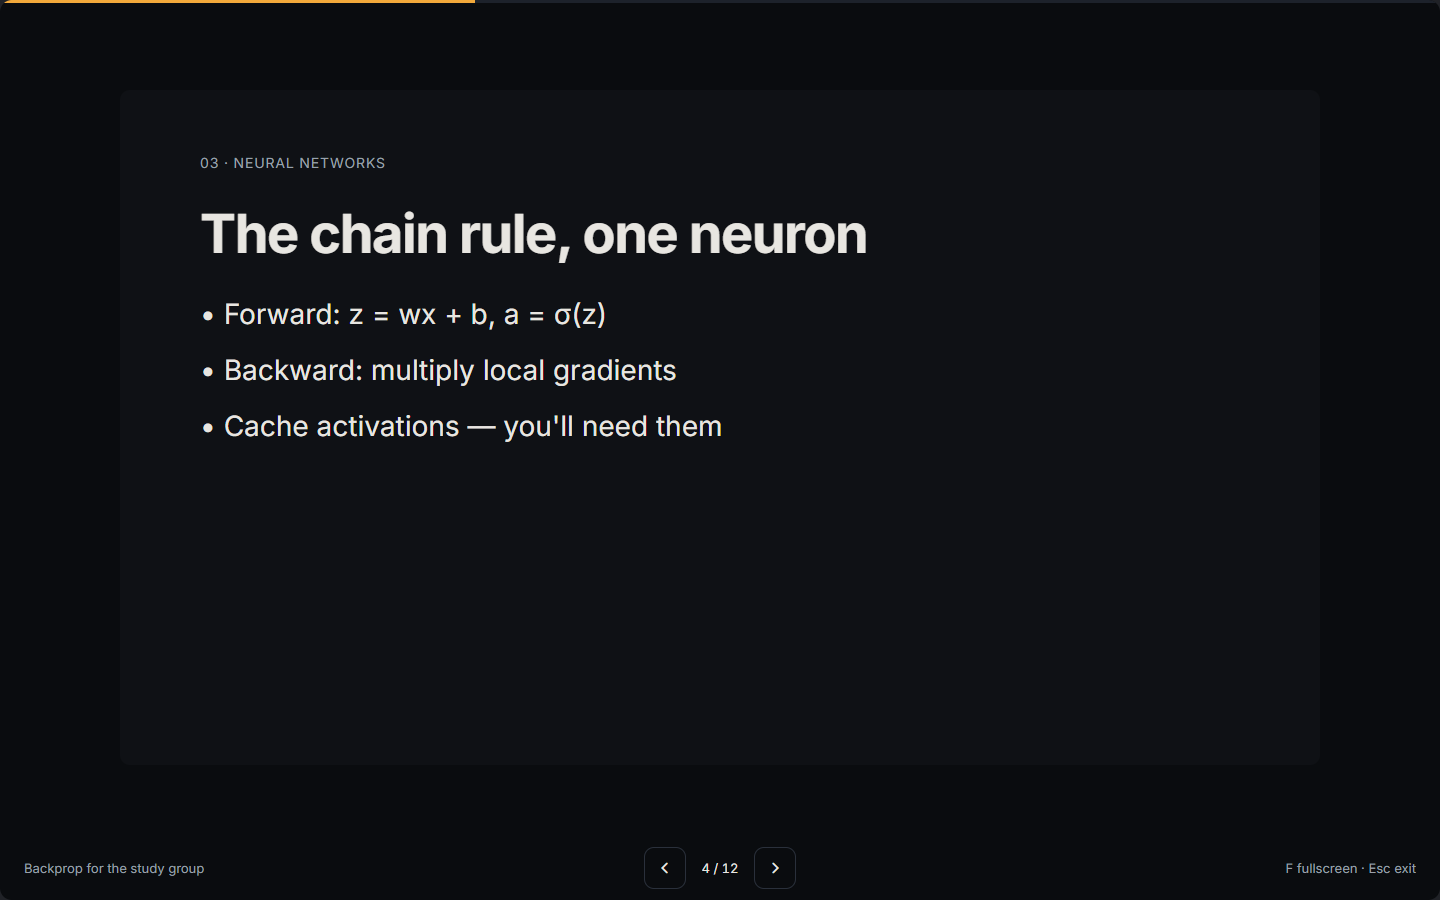 03 · NEURAL NETWORKS
The chain rule, one neuron
• Forward: z = wx + b, a = σ(z)
• Backward: multiply local gradients
• Cache activations — you'll need them
Backprop for the study group
4 / 12
F fullscreen · Esc exit